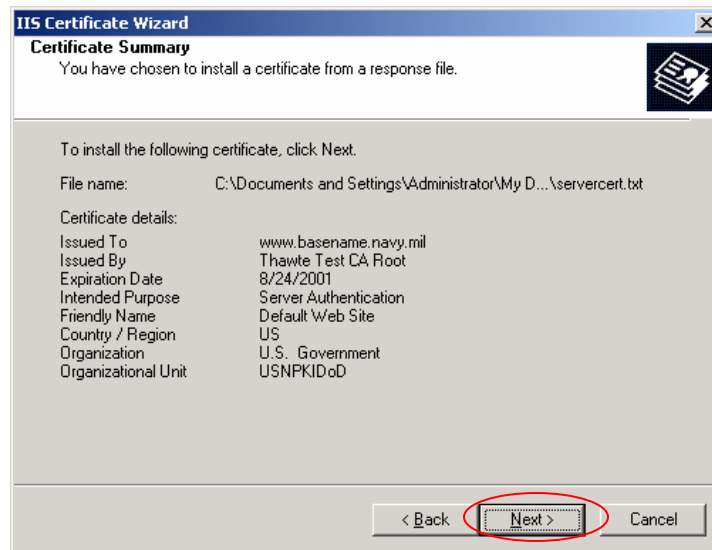 IIS Certificate Wizard
Certificate Summary
You have chosen to install a certificate from a response file.
To install the following certificate, click Next.
File name: C:\Documents and Settings\Administrator\My D...\servercert.txt
Certificate details:
Issued To www.basename.navy.mil
Issued By Thawte Test CA Root
Expiration Date 8/24/2001
Intended Purpose Server Authentication
Friendly Name Default Web Site
Country / Region US
Organization U.S. Government
Organizational Unit USNPKIDoD
< Back Next > Cancel